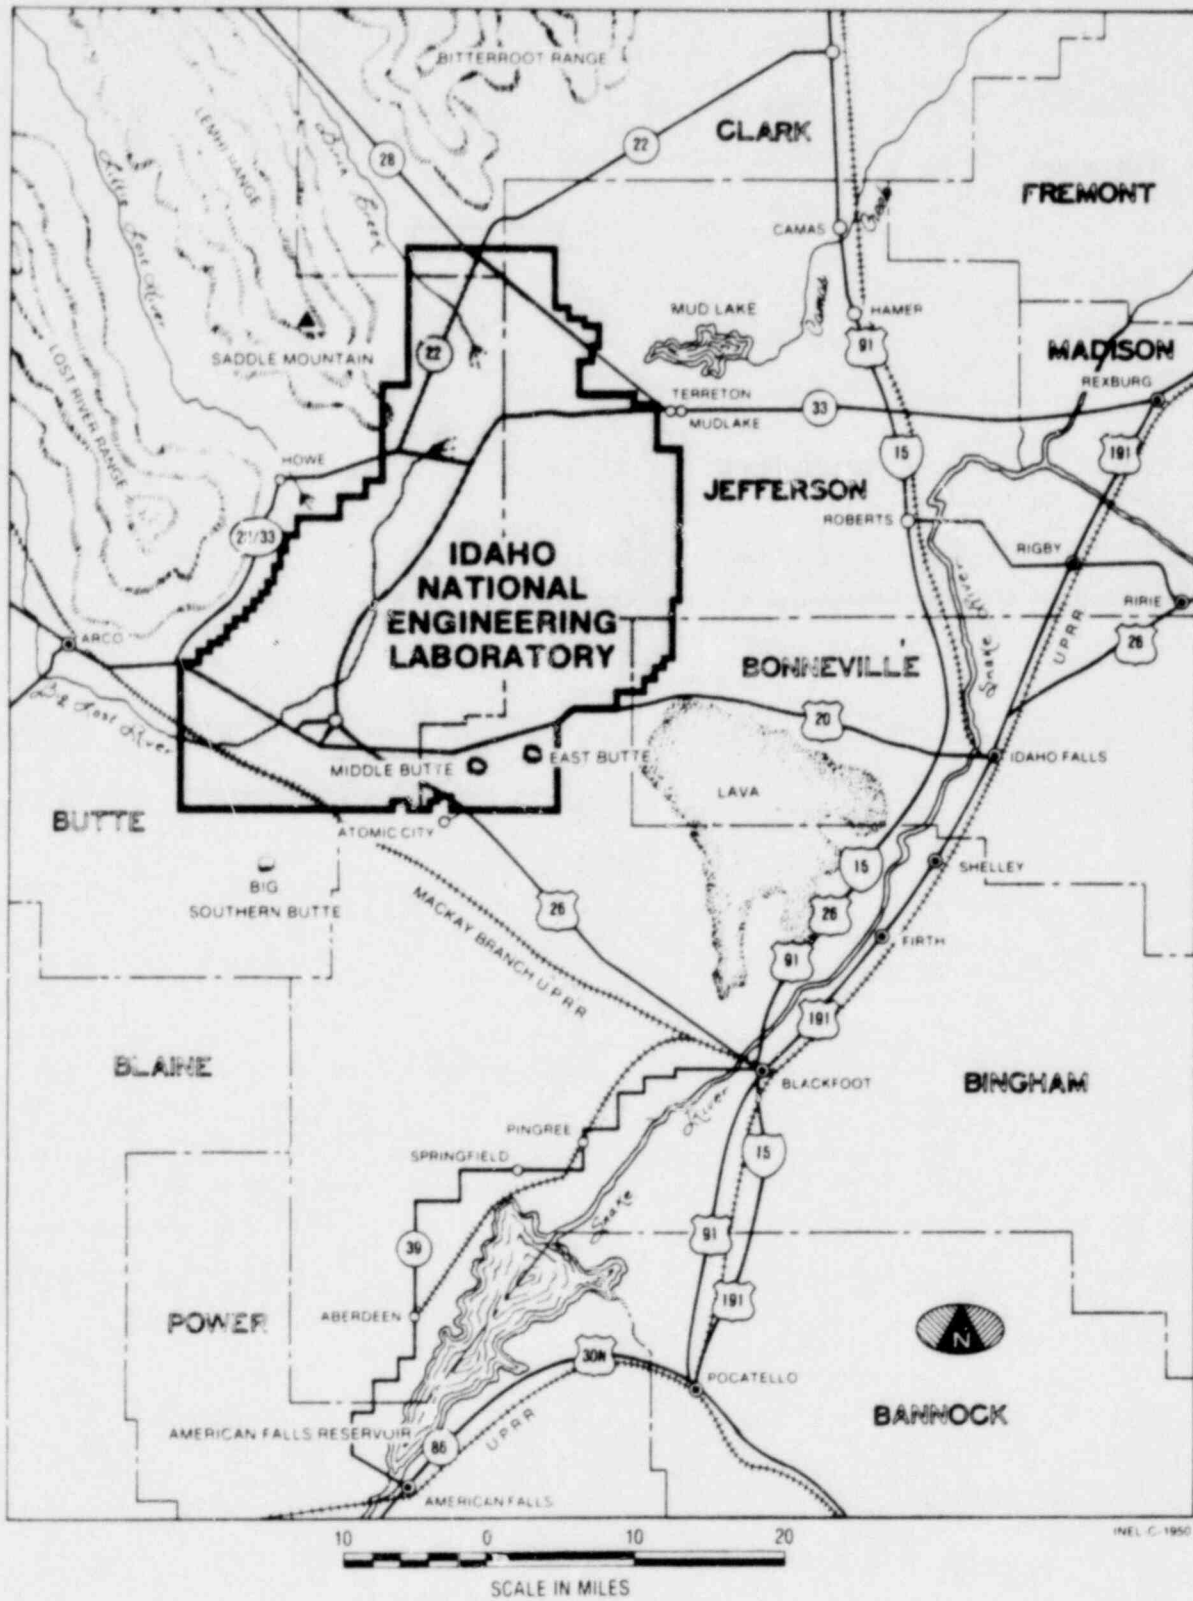 BITTERROOT RANGE
CLARK
22
28
LEMHI RANGE
Birch Creek
Little Lost River
FREMONT
CAMAS
Camas Creek
MUD LAKE
HAMER
91
MADISON
REXBURG
SADDLE MOUNTAIN
22
LOST RIVER RANGE
TERRETON
MUDLAKE
33
191
15
HOWE
JEFFERSON
ROBERTS
RIGBY
RIRIE
IDAHO
NATIONAL
ENGINEERING
LABORATORY
ARCO
Big Lost River
Snake River
UPRR
26
BONNEVILLE
20
IDAHO FALLS
EAST BUTTE
MIDDLE BUTTE
LAVA
BUTTE
ATOMIC CITY
15
SHELLEY
BIG
SOUTHERN BUTTE
MACKAY BRANCH U.P.R.R.
26
26
FIRTH
91
191
BLAINE
BLACKFOOT
BINGHAM
Snake River
PINGREE
SPRINGFIELD
15
39
91
191
POWER
ABERDEEN
N
30N
POCATELLO
BANNOCK
AMERICAN FALLS RESERVUIR
86
UPRR
AMERICAN FALLS
INEL-C-1950
10 0 10 20
SCALE IN MILES